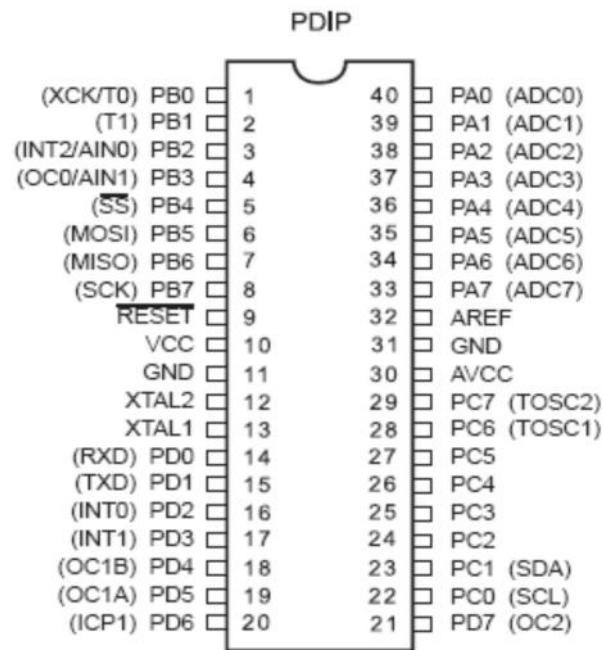 PDIP
(XCK/T0) PB0 1 40 PA0 (ADC0)
(T1) PB1 2 39 PA1 (ADC1)
(INT2/AIN0) PB2 3 38 PA2 (ADC2)
(OC0/AIN1) PB3 4 37 PA3 (ADC3)
(SS) PB4 5 36 PA4 (ADC4)
(MOSI) PB5 6 35 PA5 (ADC5)
(MISO) PB6 7 34 PA6 (ADC6)
(SCK) PB7 8 33 PA7 (ADC7)
RESET 9 32 AREF
VCC 10 31 GND
GND 11 30 AVCC
XTAL2 12 29 PC7 (TOSC2)
XTAL1 13 28 PC6 (TOSC1)
(RXD) PD0 14 27 PC5
(TXD) PD1 15 26 PC4
(INT0) PD2 16 25 PC3
(INT1) PD3 17 24 PC2
(OC1B) PD4 18 23 PC1 (SDA)
(OC1A) PD5 19 22 PC0 (SCL)
(ICP1) PD6 20 21 PD7 (OC2)